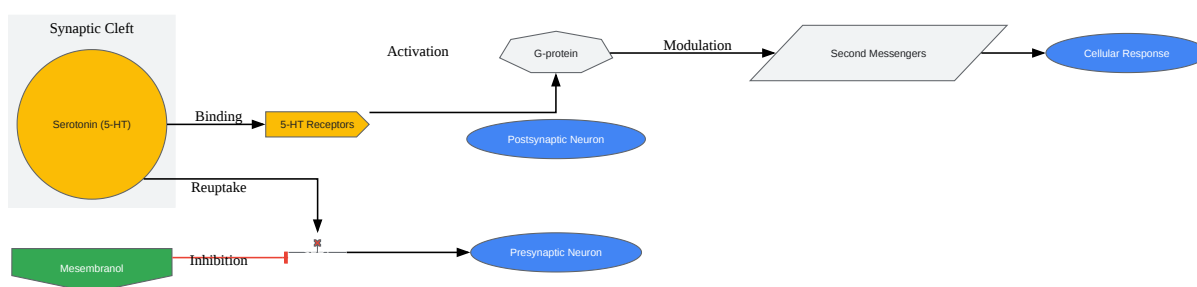 Synaptic Cleft
Serotonin (5-HT)
Binding
5-HT Receptors
Activation
G-protein
Modulation
Second Messengers
Cellular Response
Postsynaptic Neuron
Reuptake
Mesembranol
Inhibition
Presynaptic Neuron